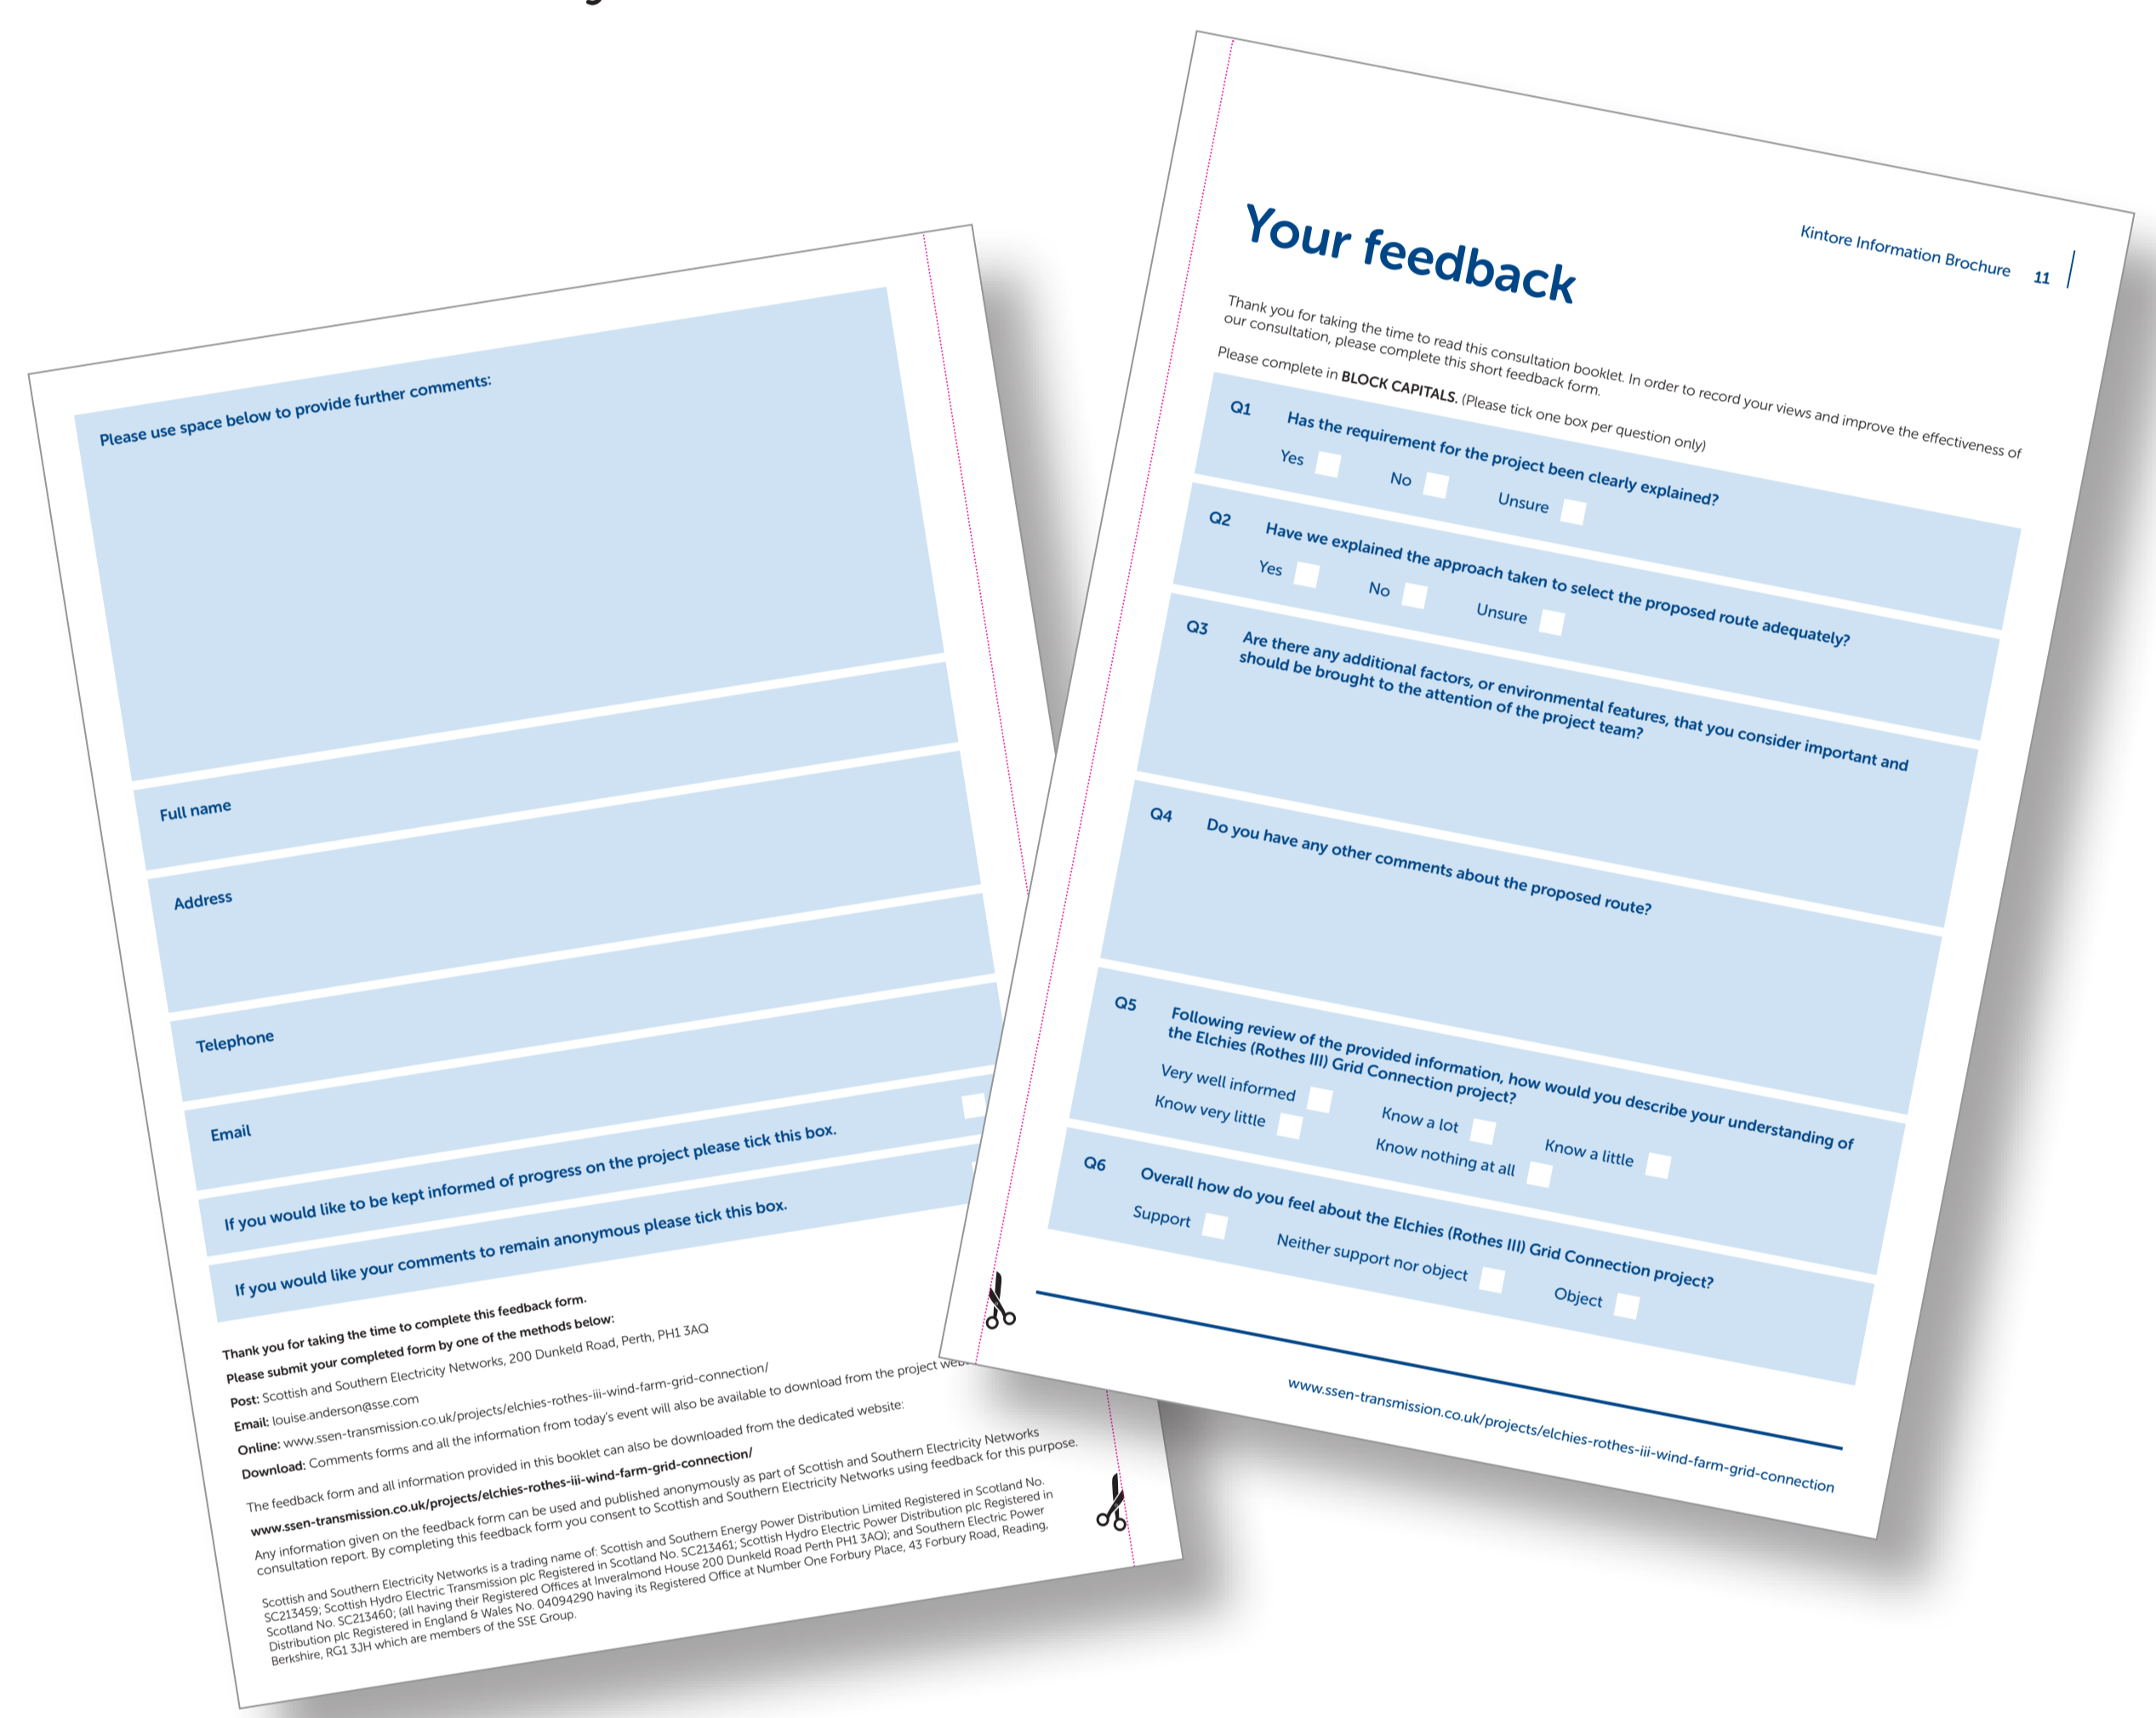 Please use space below to provide further comments:
Full name
Address
Telephone
Email
If you would like to be kept informed of progress on the project please tick this box.
If you would like your comments to remain anonymous please tick this box.
Thank you for taking the time to complete this feedback form.
Please submit your completed form by one of the methods below:
Post: Scottish and Southern Electricity Networks, 200 Dunkeld Road, Perth, PH1 3AQ
Email: louise.anderson@sse.com
Online: www.ssen-transmission.co.uk/projects/elchies-rothes-iii-wind-farm-grid-connection/
Download: Comments forms and all the information from today's event will also be available to download from the project
The feedback form and all information provided in this booklet can also be downloaded from the dedicated website:
www.ssen-transmission.co.uk/projects/elchies-rothes-iii-wind-farm-grid-connection/
Any information given on the feedback form can be used and published anonymously as part of Scottish and Southern Electricity Networks
consultation report. By completing this feedback form you consent to Scottish and Southern Electricity Networks using feedback for this purpose.
Scottish and Southern Electricity Networks is a trading name of: Scottish and Southern Energy Power Distribution Limited Registered in Scotland No.
SC213459; Scottish Hydro Electric Transmission plc Registered in Scotland No. SC213461; Scottish Hydro Electric Power Distribution plc Registered in
Scotland No. SC213460; (all having their Registered Offices at Inveralmond House 200 Dunkeld Road Perth PH1 3AQ); and Southern Electric Power
Distribution plc Registered in England & Wales No. 04094290 having its Registered Office at Number One Forbury Place, 43 Forbury Road, Reading,
Berkshire, RG1 3JH which are members of the SSE Group.
Kintore Information Brochure 11
Your feedback
Thank you for taking the time to read this consultation booklet. In order to record your views and improve the effectiveness of
our consultation, please complete this short feedback form.
Please complete in BLOCK CAPITALS. (Please tick one box per question only)
Q1 Has the requirement for the project been clearly explained?
Yes No Unsure
Q2 Have we explained the approach taken to select the proposed route adequately?
Yes No Unsure
Q3 Are there any additional factors, or environmental features, that you consider important and
should be brought to the attention of the project team?
Q4 Do you have any other comments about the proposed route?
Q5 Following review of the provided information, how would you describe your understanding of
the Elchies (Rothes III) Grid Connection project?
Very well informed Know a lot Know a little
Know very little Know nothing at all
Q6 Overall how do you feel about the Elchies (Rothes III) Grid Connection project?
Support Neither support nor object Object
www.ssen-transmission.co.uk/projects/elchies-rothes-iii-wind-farm-grid-connection